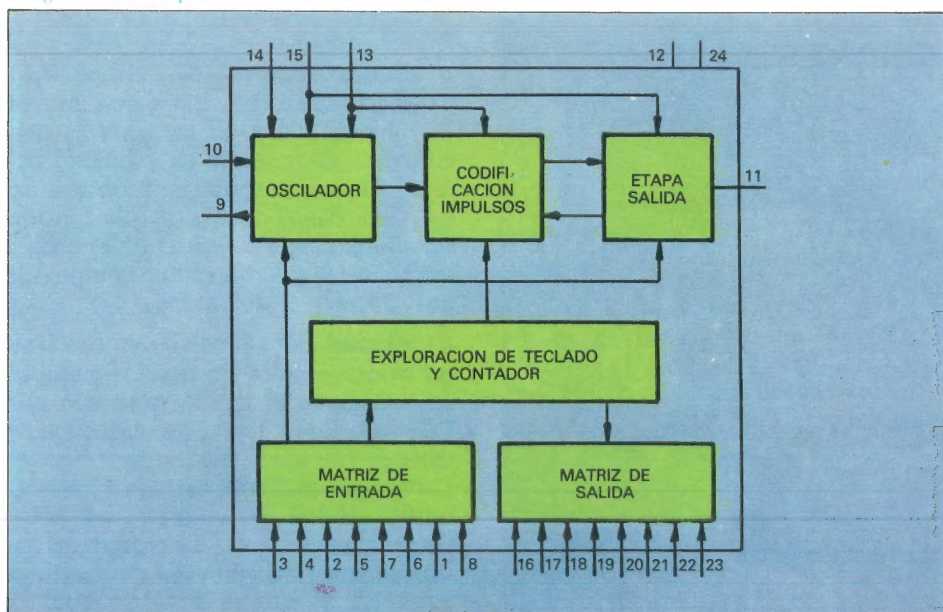 14 15 13 12 24
10
OSCILADOR
CODIFI-
CACION
IMPULSOS
ETAPA
SALIDA
11
9
EXPLORACION DE TECLADO
Y CONTADOR
MATRIZ DE
ENTRADA
MATRIZ DE
SALIDA
3 4 2 5 7 6 1 8 16 17 18 19 20 21 22 23